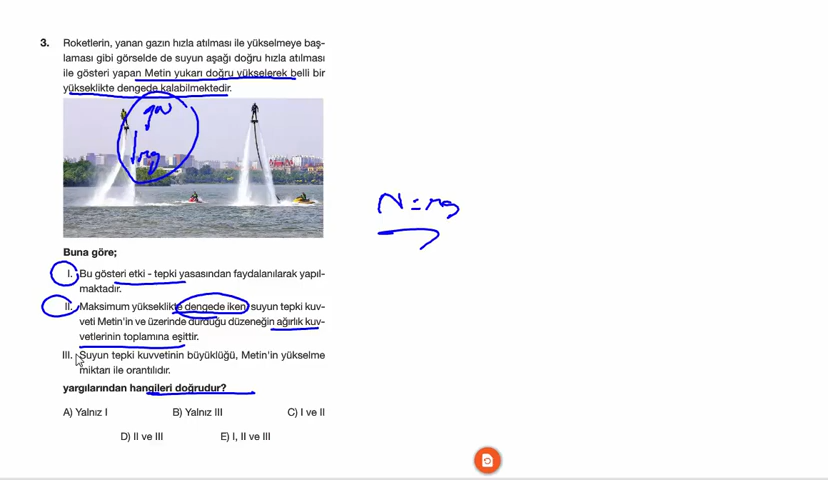 3. Roketlerin, yanan gazın hızla atılması ile yükselmeye baş-
laması gibi görselde de suyun aşağı doğru hızla atılması
ile gösteri yapan Metin yukarı doğru yükselerek belli bir
yükseklikte dengede kalabilmektedir.
mg
N = mg
Buna göre;
I. Bu gösteri etki - tepki yasasından faydalanılarak yapıl-
maktadır.
II. Maksimum yükseklikte dengede iken suyun tepki kuv-
veti Metin'in ve üzerinde durduğu düzeneğin ağırlık kuv-
vetlerinin toplamına eşittir.
III. Suyun tepki kuvvetinin büyüklüğü, Metin'in yükselme
miktarı ile orantılıdır.
yargılarından hangileri doğrudur?
A) Yalnız I B) Yalnız III C) I ve II
D) II ve III E) I, II ve III